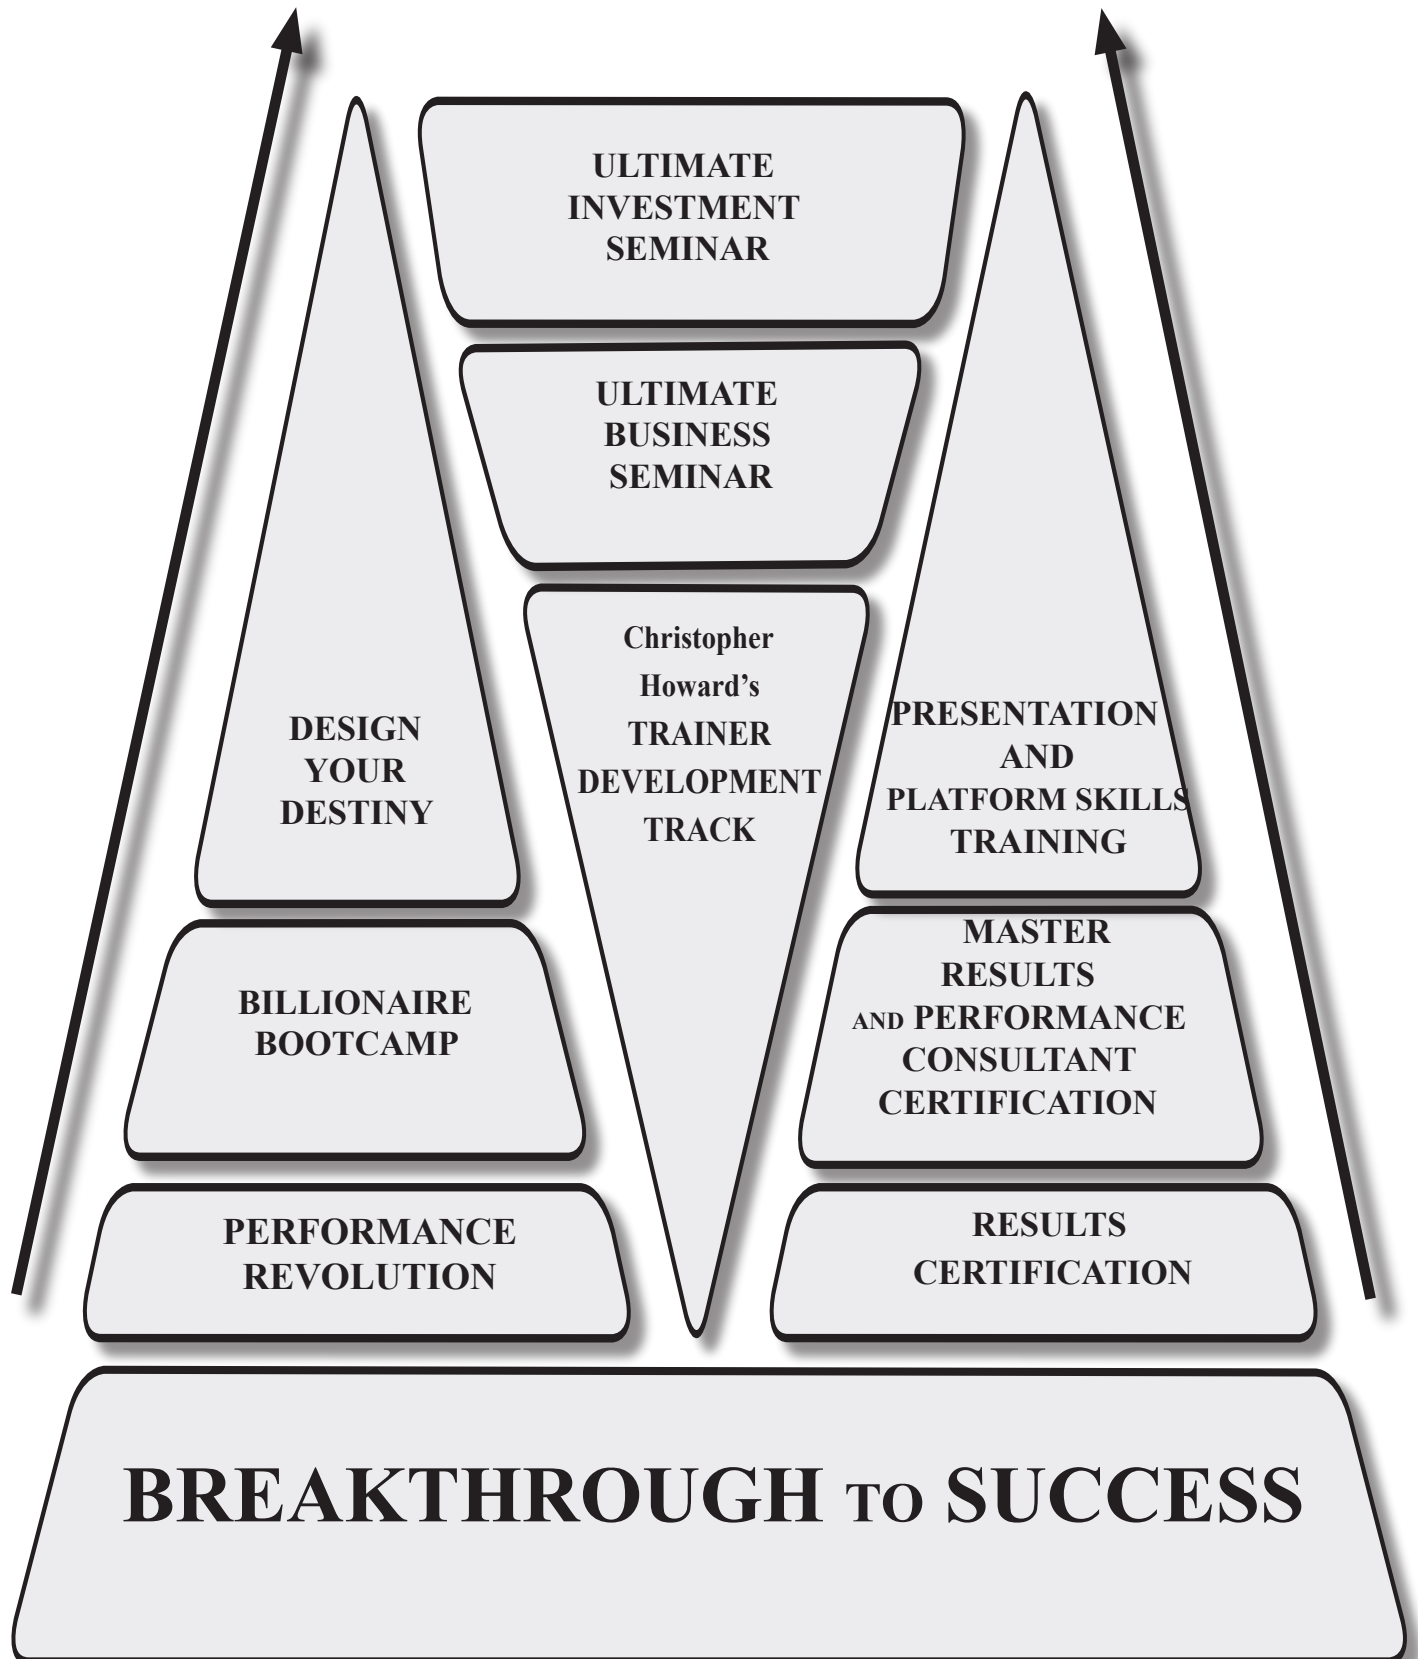 ULTIMATE
INVESTMENT
SEMINAR
ULTIMATE
BUSINESS
SEMINAR
Christopher
Howard’s
TRAINER
DEVELOPMENT
TRACK
DESIGN
YOUR
DESTINY
PRESENTATION
AND
PLATFORM SKILLS
TRAINING
BILLIONAIRE
BOOTCAMP
MASTER
RESULTS
AND PERFORMANCE
CONSULTANT
CERTIFICATION
PERFORMANCE
REVOLUTION
RESULTS
CERTIFICATION
BREAKTHROUGH TO SUCCESS